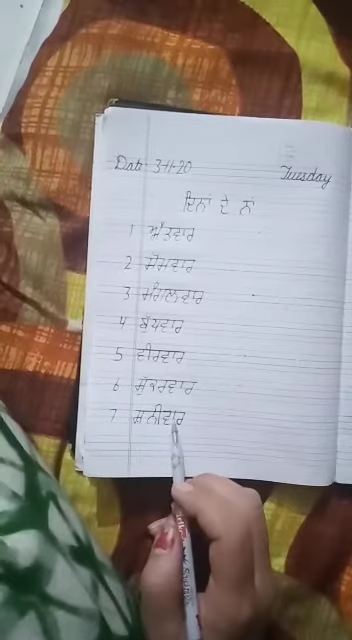 Date 3-11-20 Tuesday
ਦਿਨਾਂ ਦੇ ਨਾਂ
1 ਐਤਵਾਰ
2 ਸੋਮਵਾਰ
3 ਮੰਗਲਵਾਰ
4 ਬੁੱਧਵਾਰ
5 ਵੀਰਵਾਰ
6 ਸ਼ੁੱਕਰਵਾਰ
7 ਸ਼ਨੀਵਾਰ